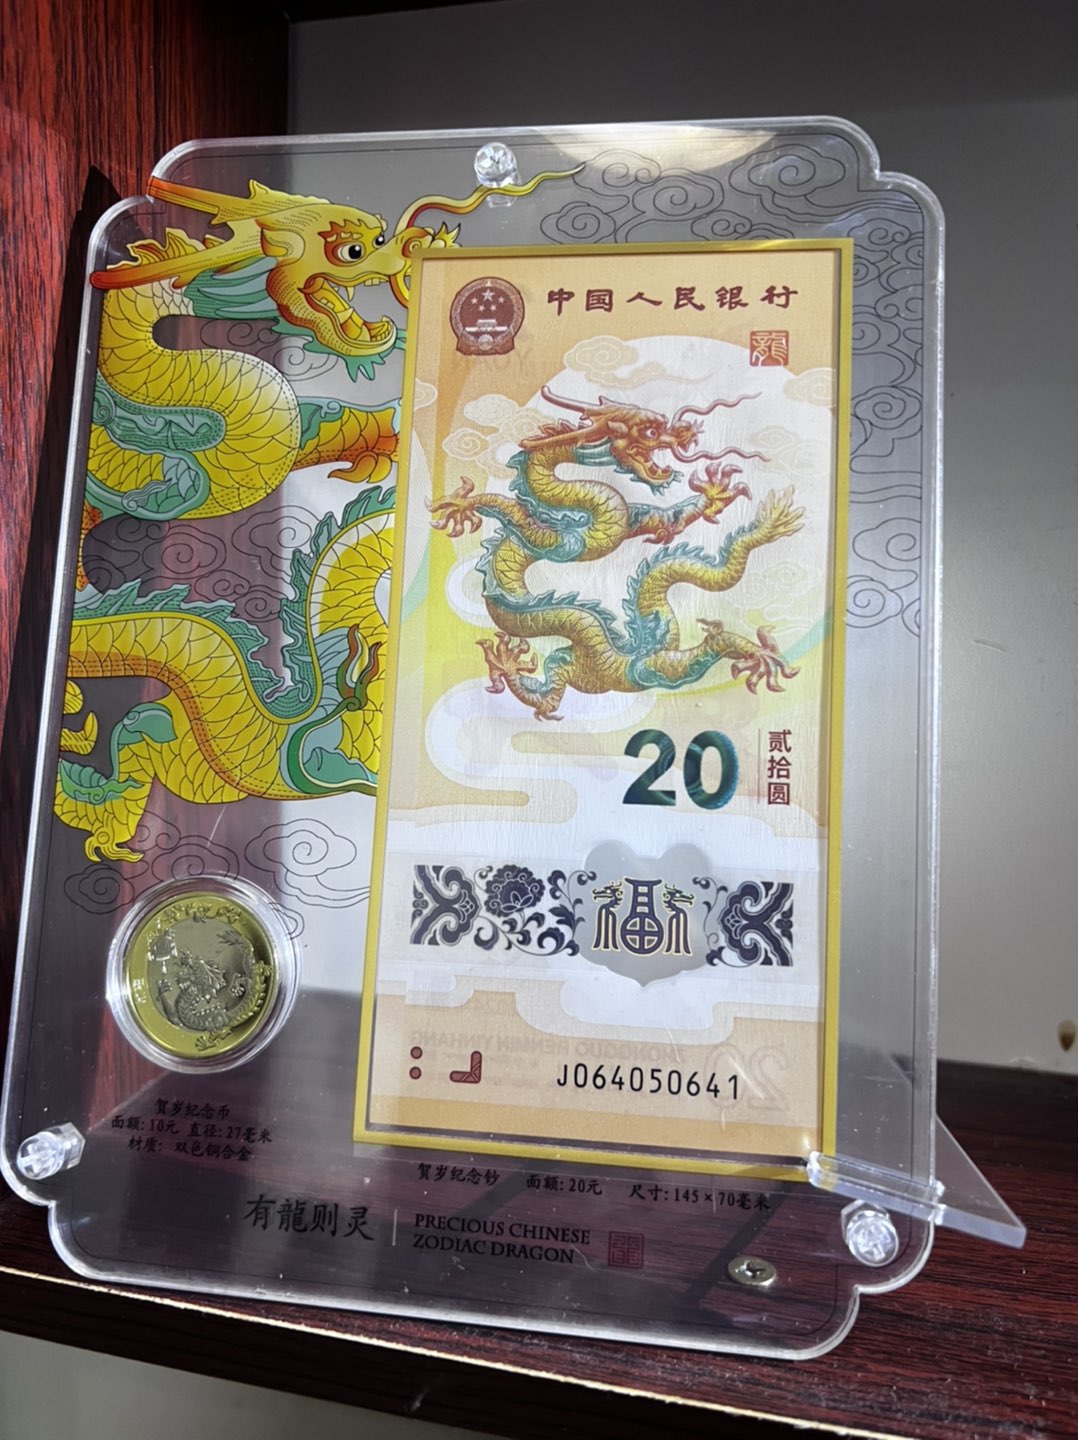 中国人民银行
龍
20
贰拾圆
福
J064050641
贺岁纪念币
面额:10元 直径:27毫米
材质: 双色铜合金
贺岁纪念钞 面额:20元 尺寸:145×70毫米
有龍则灵
PRECIOUS CHINESE
ZODIAC DRAGON